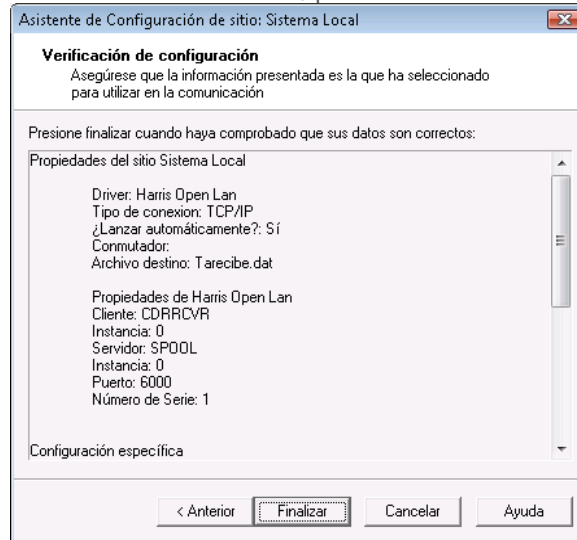 Asistente de Configuración de sitio: Sistema Local
Verificación de configuración
Asegúrese que la información presentada es la que ha seleccionado
para utilizar en la comunicación
Presione finalizar cuando haya comprobado que sus datos son correctos:
Propiedades del sitio Sistema Local
Driver: Harris Open Lan
Tipo de conexion: TCP/IP
¿Lanzar automáticamente?: Sí
Conmutador:
Archivo destino: Tarecibe.dat
Propiedades de Harris Open Lan
Cliente: CDRRCVR
Instancia: 0
Servidor: SPOOL
Instancia: 0
Puerto: 6000
Número de Serie: 1
Configuración específica
< Anterior Finalizar Cancelar Ayuda